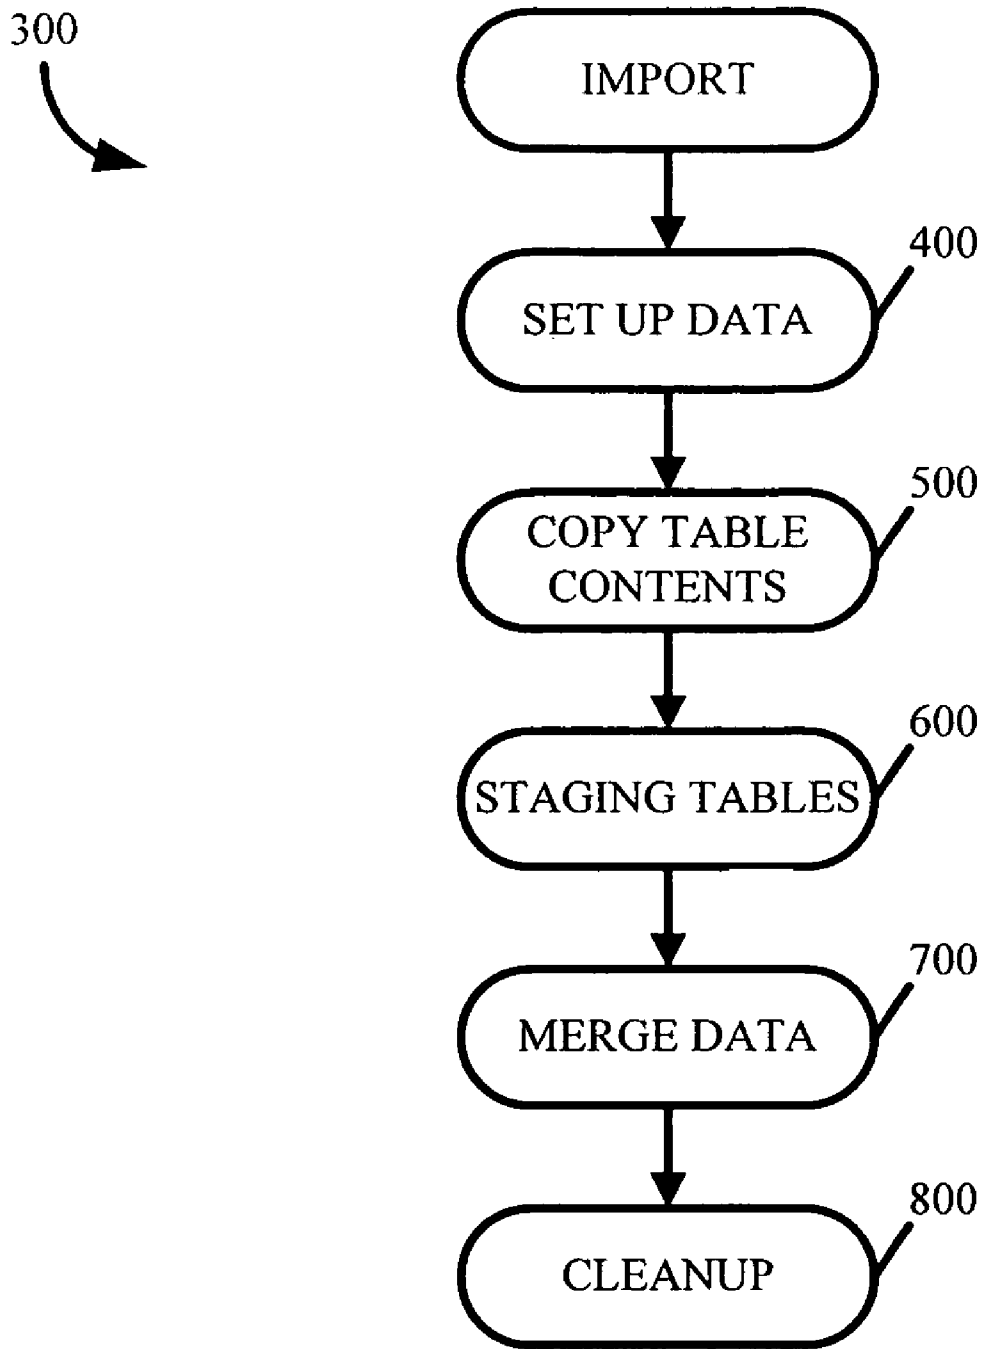 300
IMPORT
400
SET UP DATA
500
COPY TABLE
CONTENTS
600
STAGING TABLES
700
MERGE DATA
800
CLEANUP